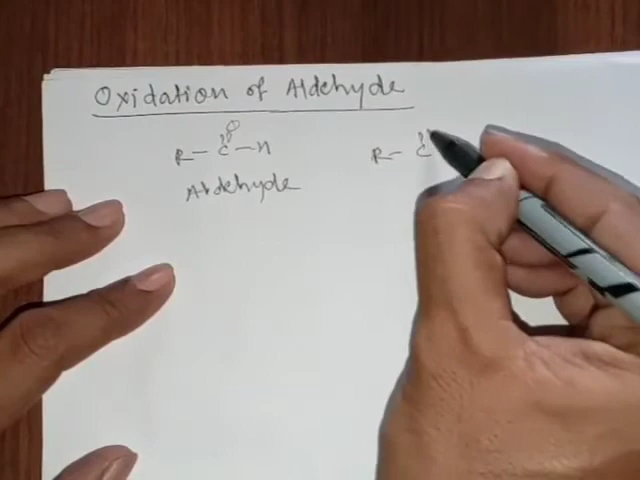 Oxidation of Aldehyde
O
R - C - H R - C
Aldehyde